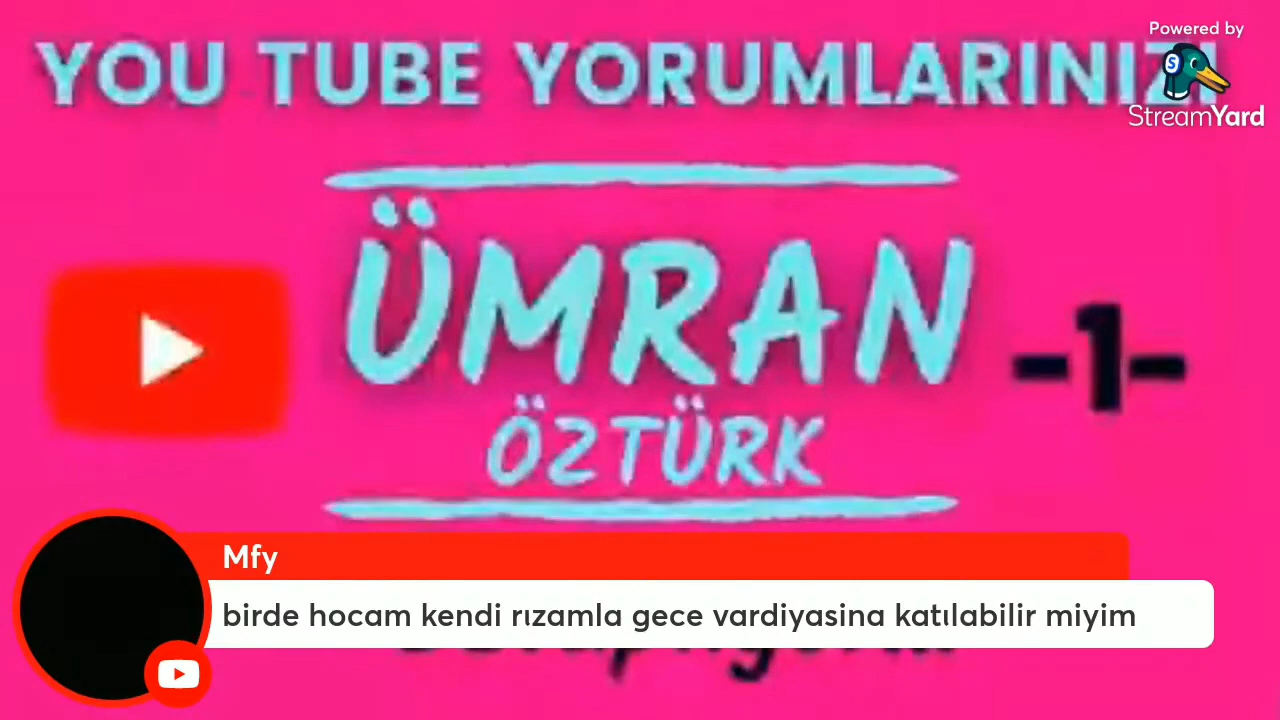 Powered by
StreamYard
YOU TUBE YORUMLARINIZI
ÜMRAN
-1-
ÖZTÜRK
Mfy
birde hocam kendi rızamla gece vardiyasina katılabilir miyim